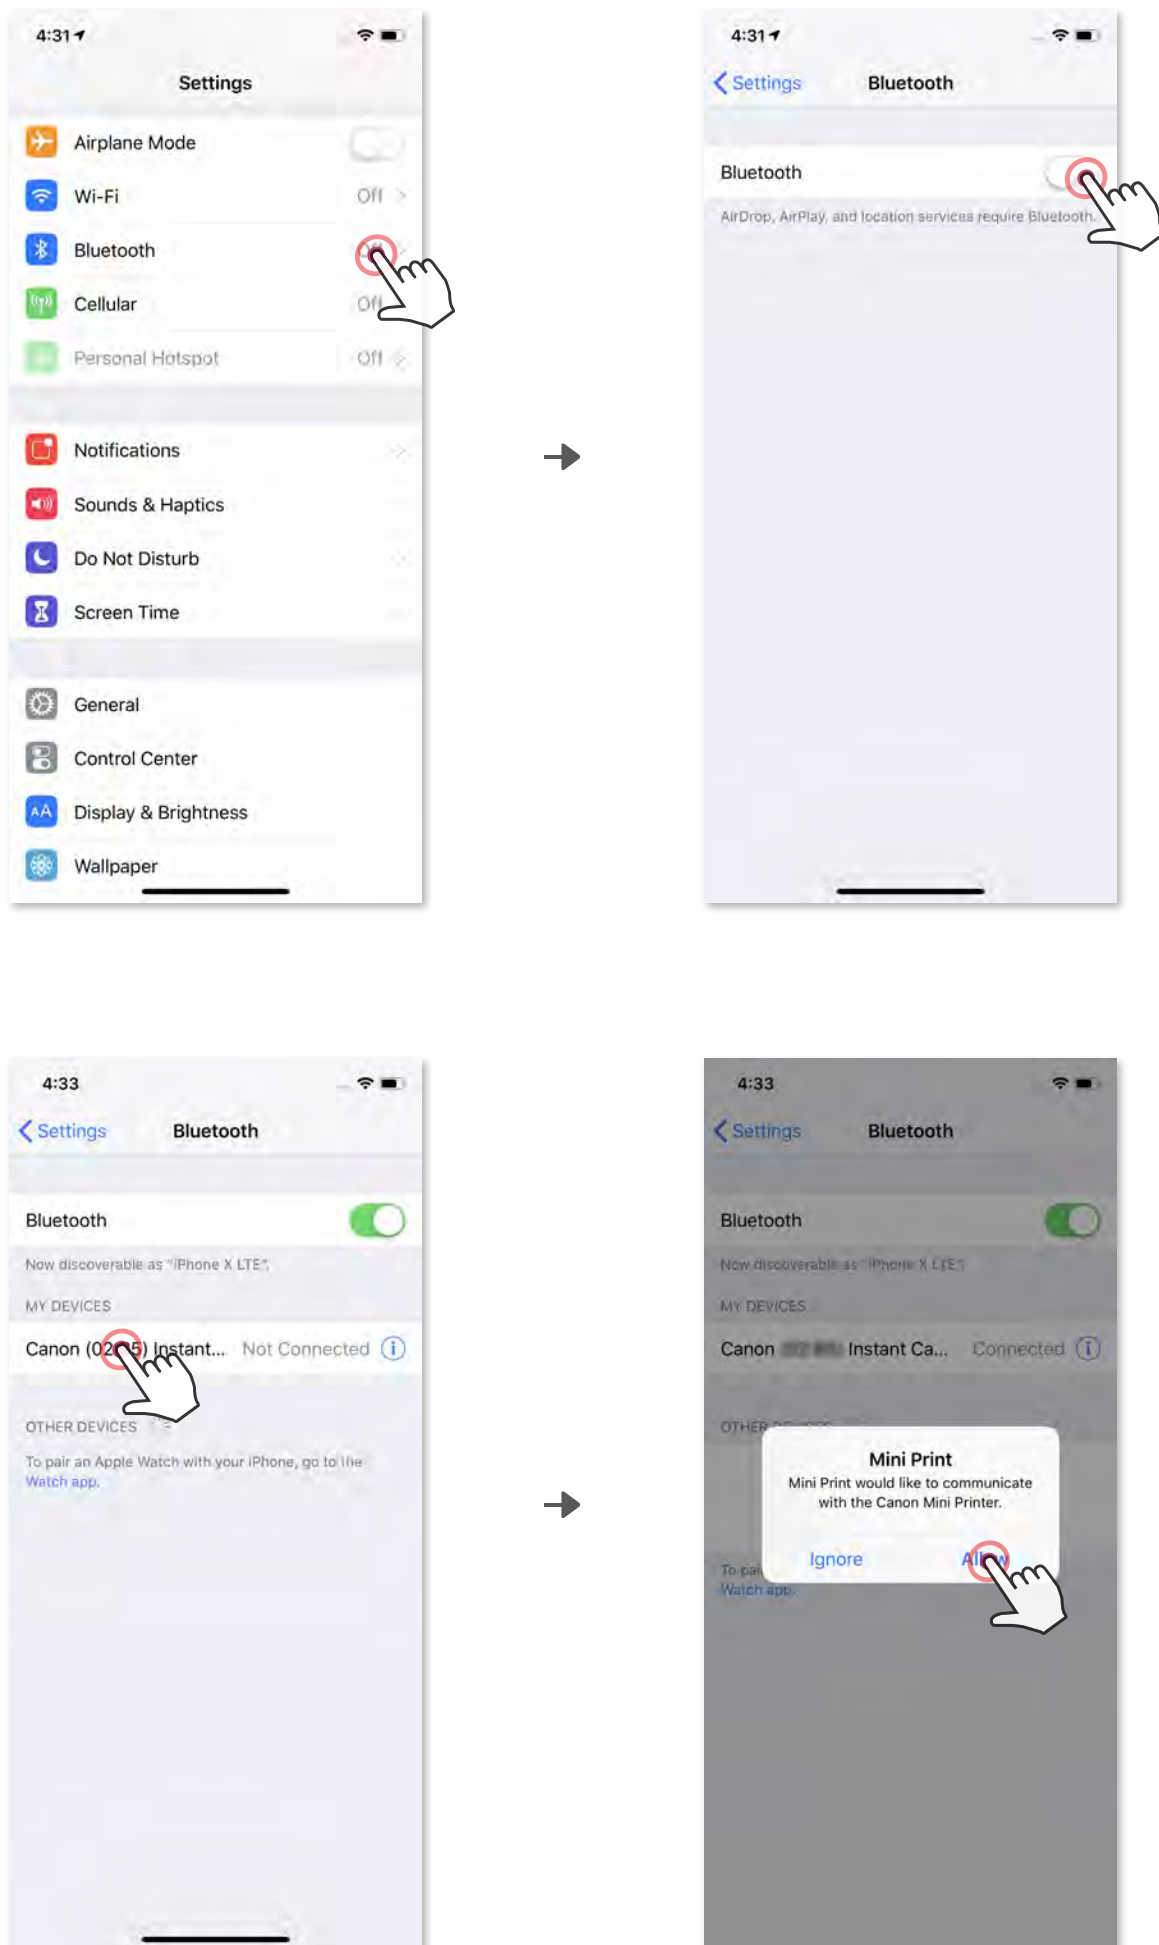 4:31
Settings
Airplane Mode
Wi-Fi Off
Bluetooth
Cellular Off
Personal Hotspot Off
Notifications
Sounds & Haptics
Do Not Disturb
Screen Time
General
Control Center
AA Display & Brightness
Wallpaper
4:31
Settings Bluetooth
Bluetooth
AirDrop, AirPlay, and location services require Bluetooth.
4:33
Settings Bluetooth
Bluetooth
Now discoverable as "iPhone X LTE".
MY DEVICES
Canon Instant... Not Connected
OTHER DEVICES
To pair an Apple Watch with your iPhone, go to the
Watch app.
4:33
Settings Bluetooth
Bluetooth
Now discoverable as "iPhone X LTE".
MY DEVICES
Canon Instant Ca... Connected
OTHER
Mini Print
Mini Print would like to communicate
with the Canon Mini Printer.
Ignore Allow
To pai
Watch app.